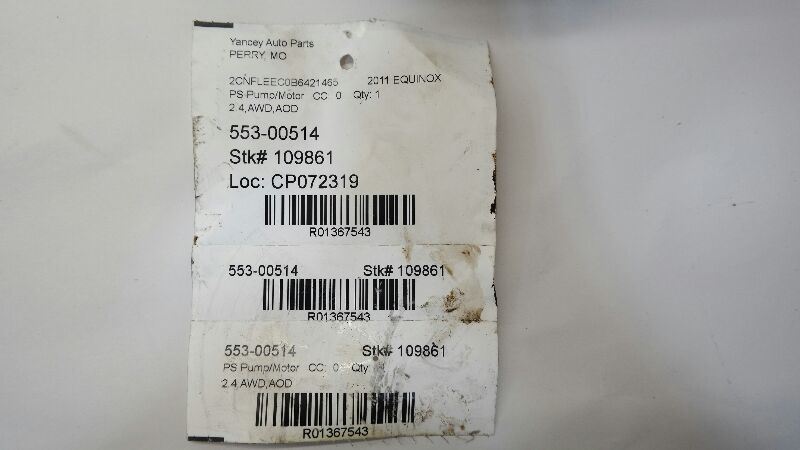 Yancey Auto Parts
PERRY, MO
2CNFLEEC0B6421465 2011 EQUINOX
PS Pump/Motor CC: 0 Qty: 1
2.4,AWD,AOD
553-00514
Stk# 109861
Loc: CP072319
R01367543
553-00514 Stk# 109861
R01367543
553-00514 Stk# 109861
PS Pump/Motor CC: 0 Qty
2.4,AWD,AOD
R01367543